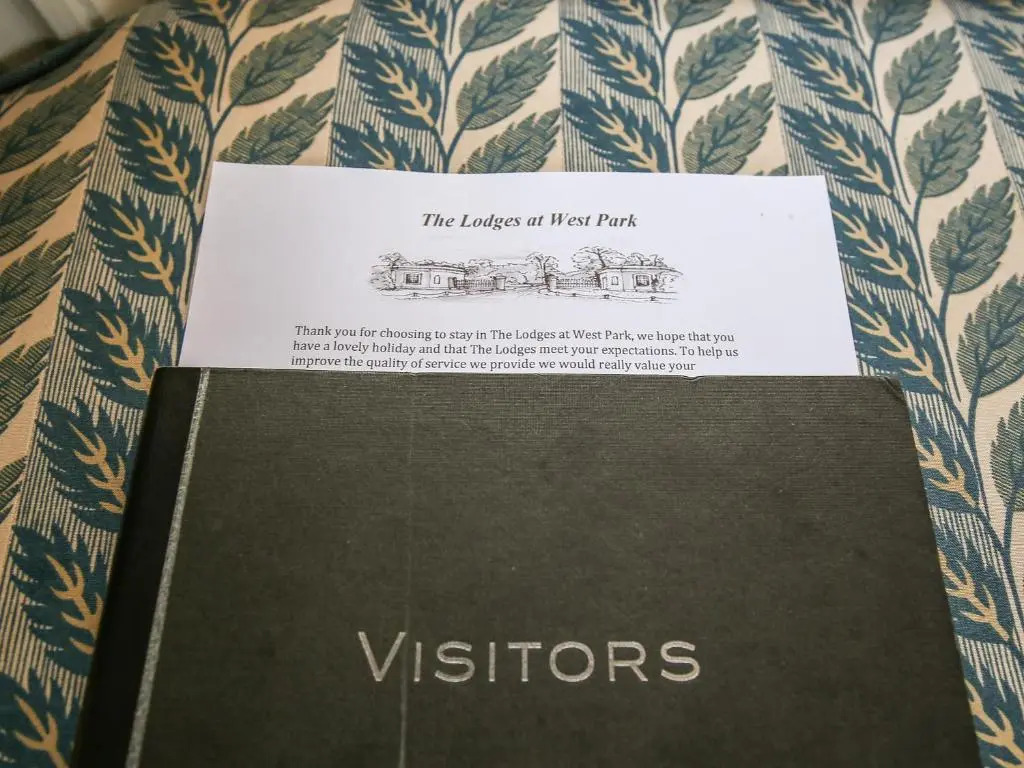 The Lodges at West Park
Thank you for choosing to stay in The Lodges at West Park, we hope that you
have a lovely holiday and that The Lodges meet your expectations. To help us
improve the quality of service we provide we would really value your
VISITORS